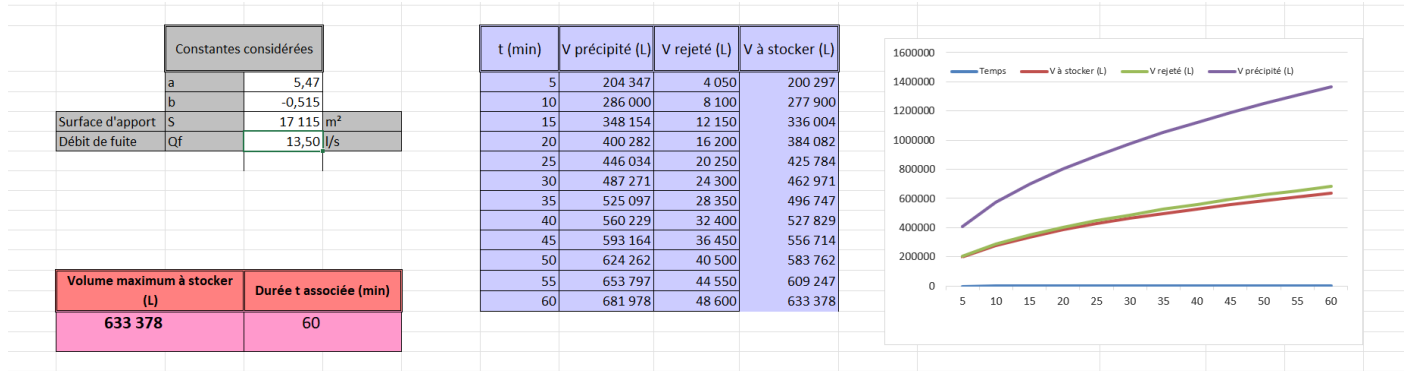 Constantes considérées
a 5,47
b -0,515
Surface d'apport S 17 115 m²
Débit de fuite Qf 13,50 l/s
Volume maximum à stocker
(L)
Durée t associée (min)
633 378 60
t (min) V précipité (L) V rejeté (L) V à stocker (L)
5 204 347 4 050 200 297
10 286 000 8 100 277 900
15 348 154 12 150 336 004
20 400 282 16 200 384 082
25 446 034 20 250 425 784
30 487 271 24 300 462 971
35 525 097 28 350 496 747
40 560 229 32 400 527 829
45 593 164 36 450 556 714
50 624 262 40 500 583 762
55 653 797 44 550 609 247
60 681 978 48 600 633 378
1600000
Temps V à stocker (L) V rejeté (L) V précipité (L)
1400000
1200000
1000000
800000
600000
400000
200000
0
5 10 15 20 25 30 35 40 45 50 55 60